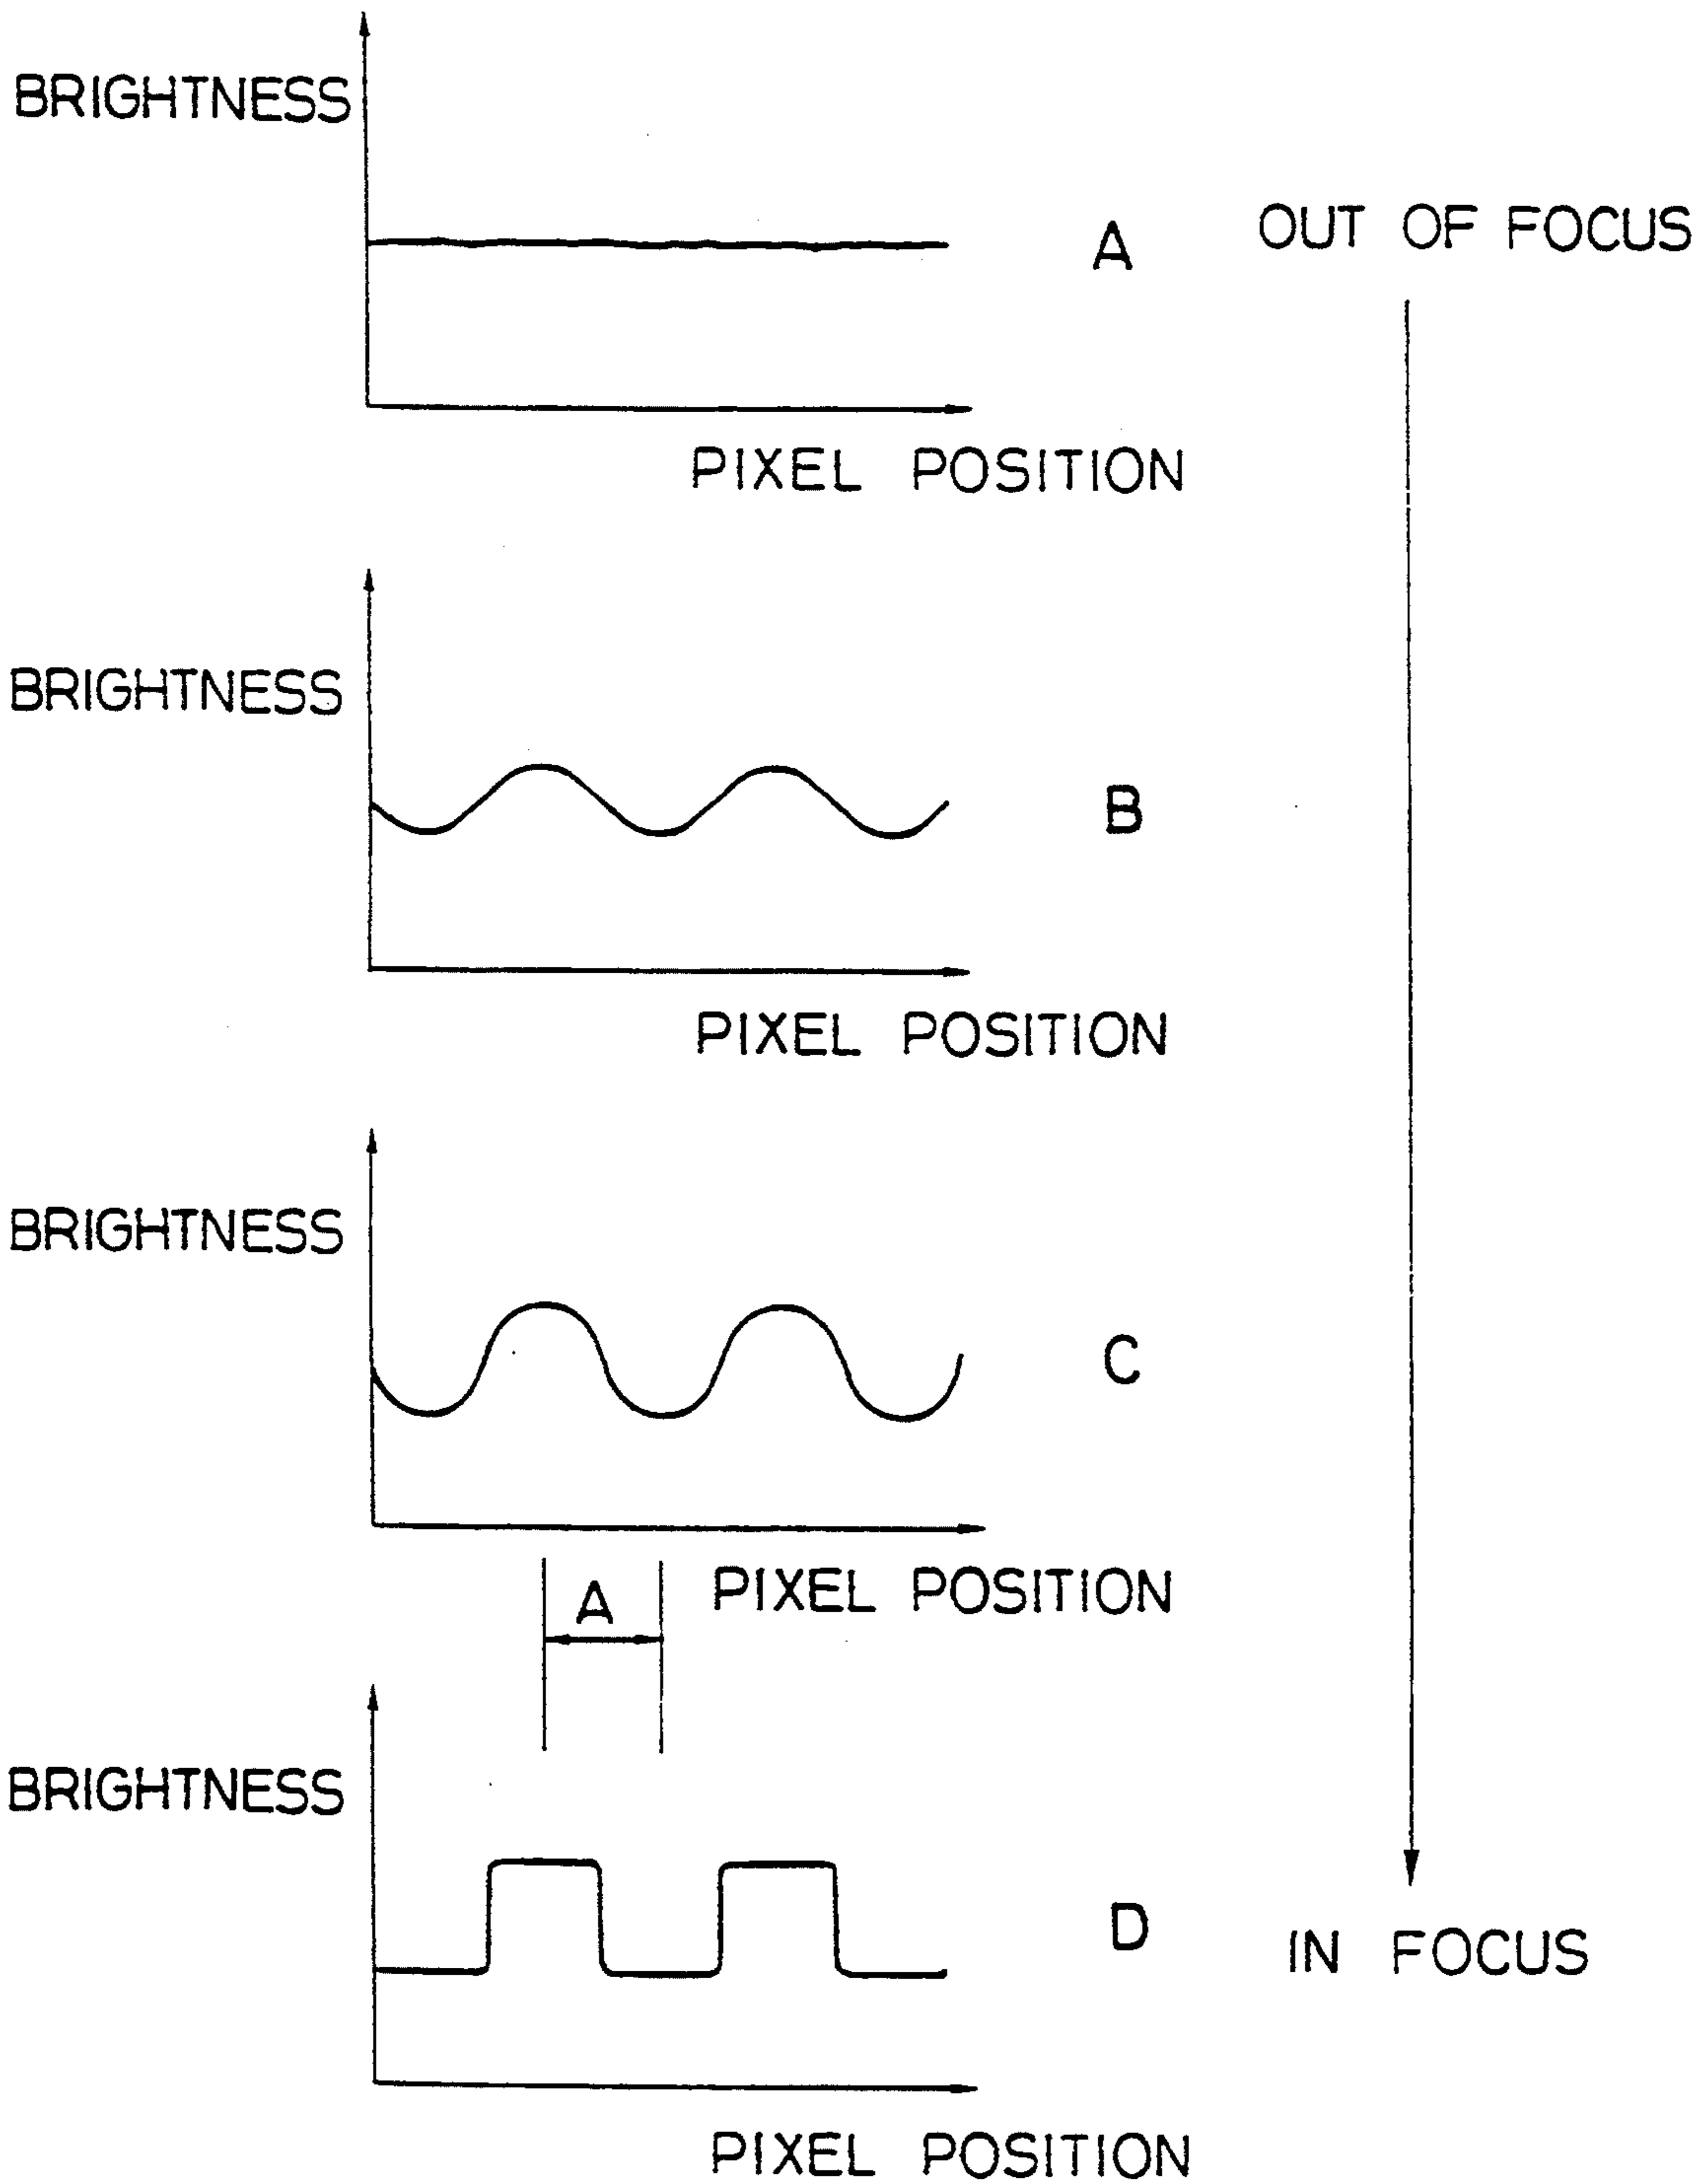 BRIGHTNESS
A
OUT OF FOCUS
PIXEL POSITION
BRIGHTNESS
B
PIXEL POSITION
BRIGHTNESS
C
PIXEL POSITION
A
BRIGHTNESS
D
IN FOCUS
PIXEL POSITION